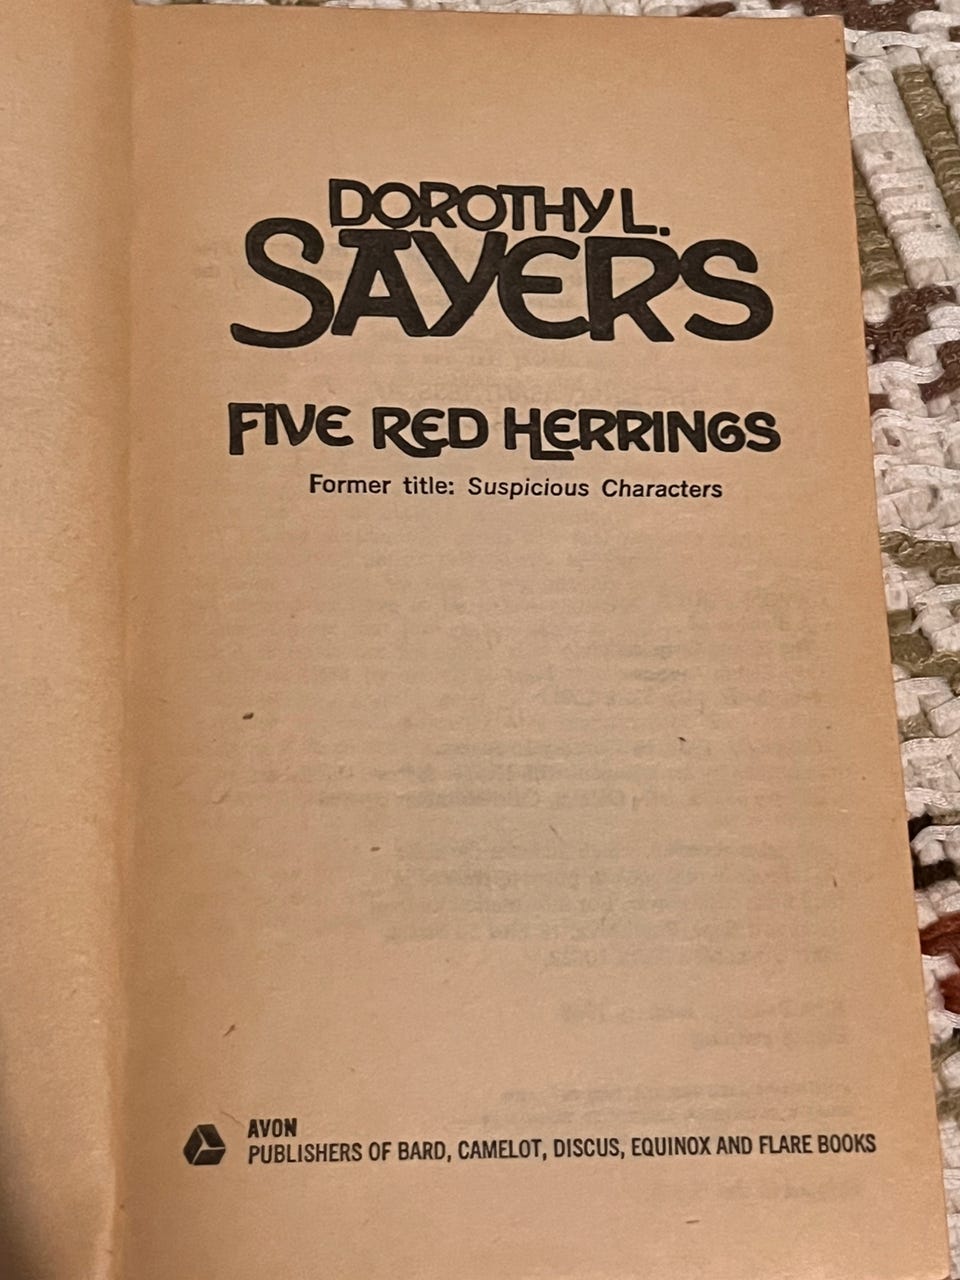 DOROTHY L.
SAYERS
FIVE RED HERRINGS
Former title: Suspicious Characters
AVON
PUBLISHERS OF BARD, CAMELOT, DISCUS, EQUINOX AND FLARE BOOKS